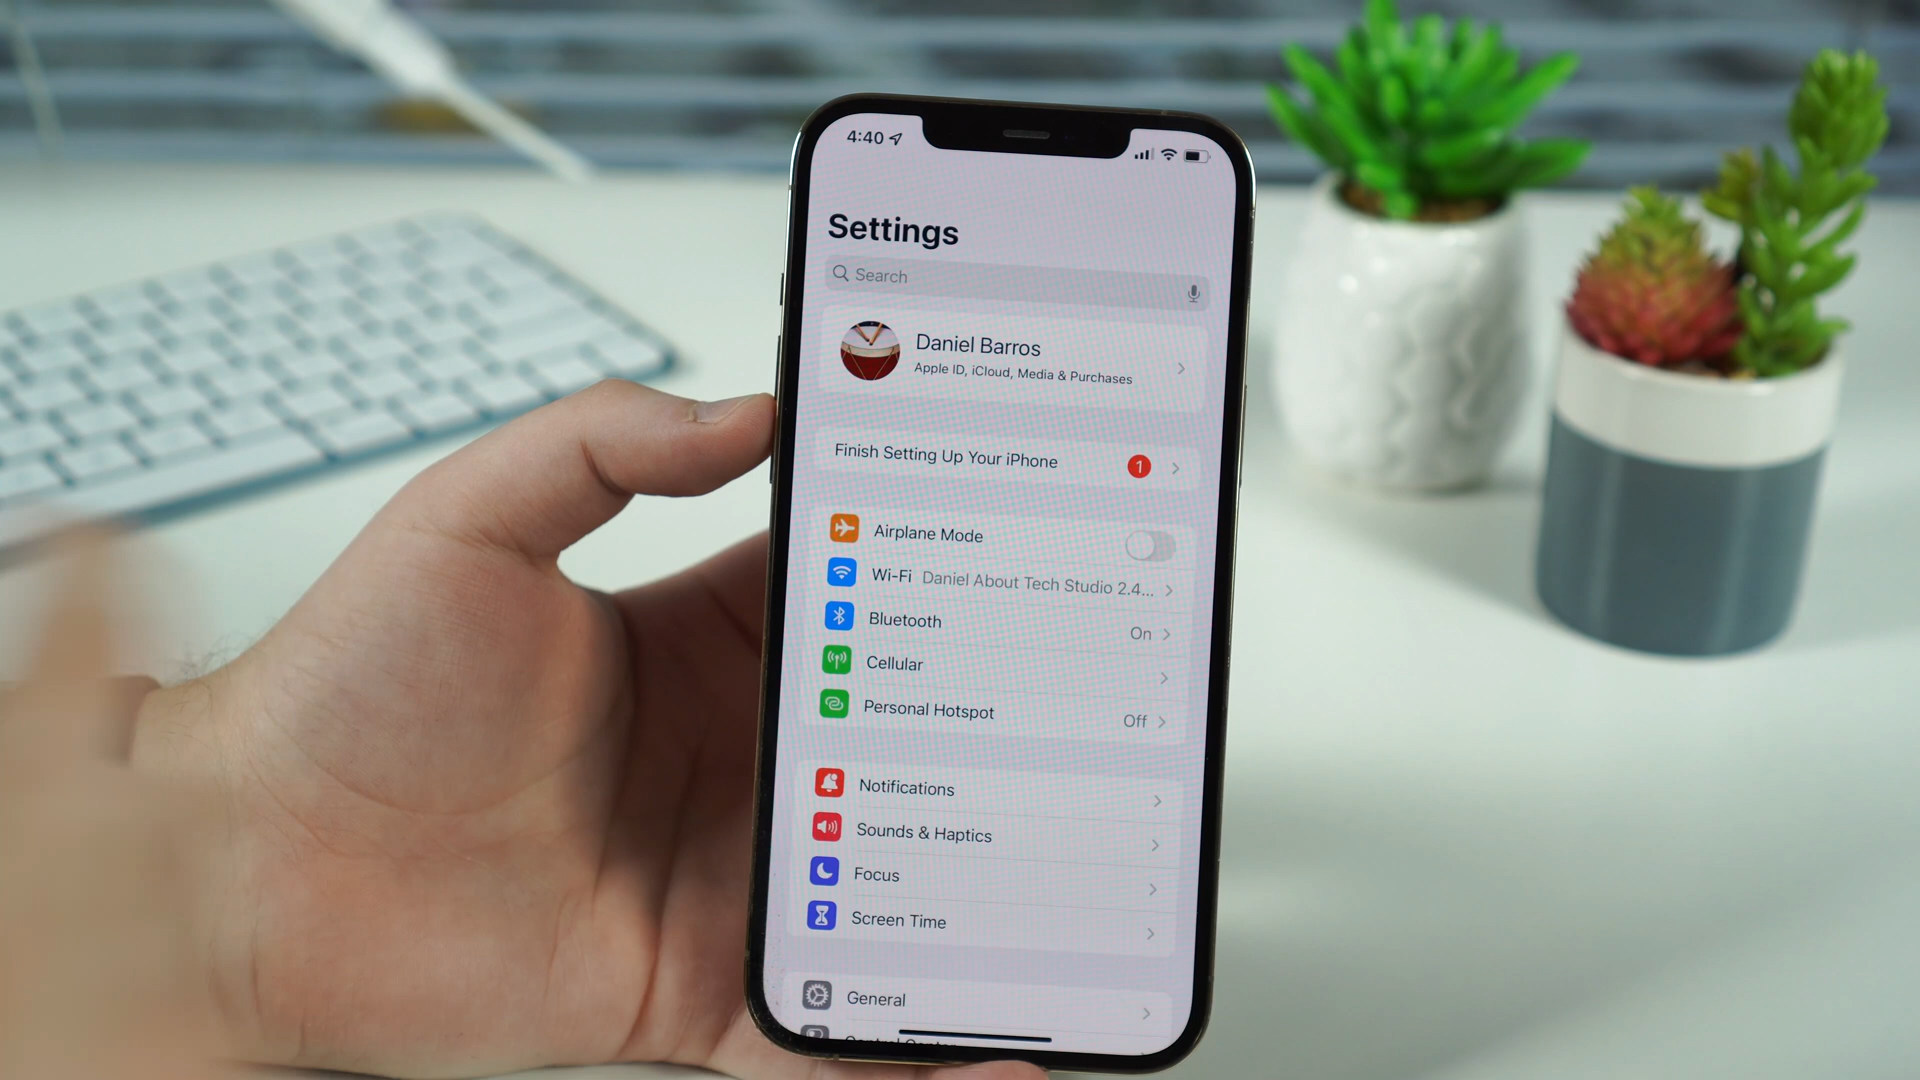 4:40
Settings
Search
Daniel Barros
Apple ID, iCloud, Media & Purchases
Finish Setting Up Your iPhone 1
Airplane Mode
Wi-Fi Daniel About Tech Studio 2.4...
Bluetooth On
Cellular
Personal Hotspot Off
Notifications
Sounds & Haptics
Focus
Screen Time
General
Control Center